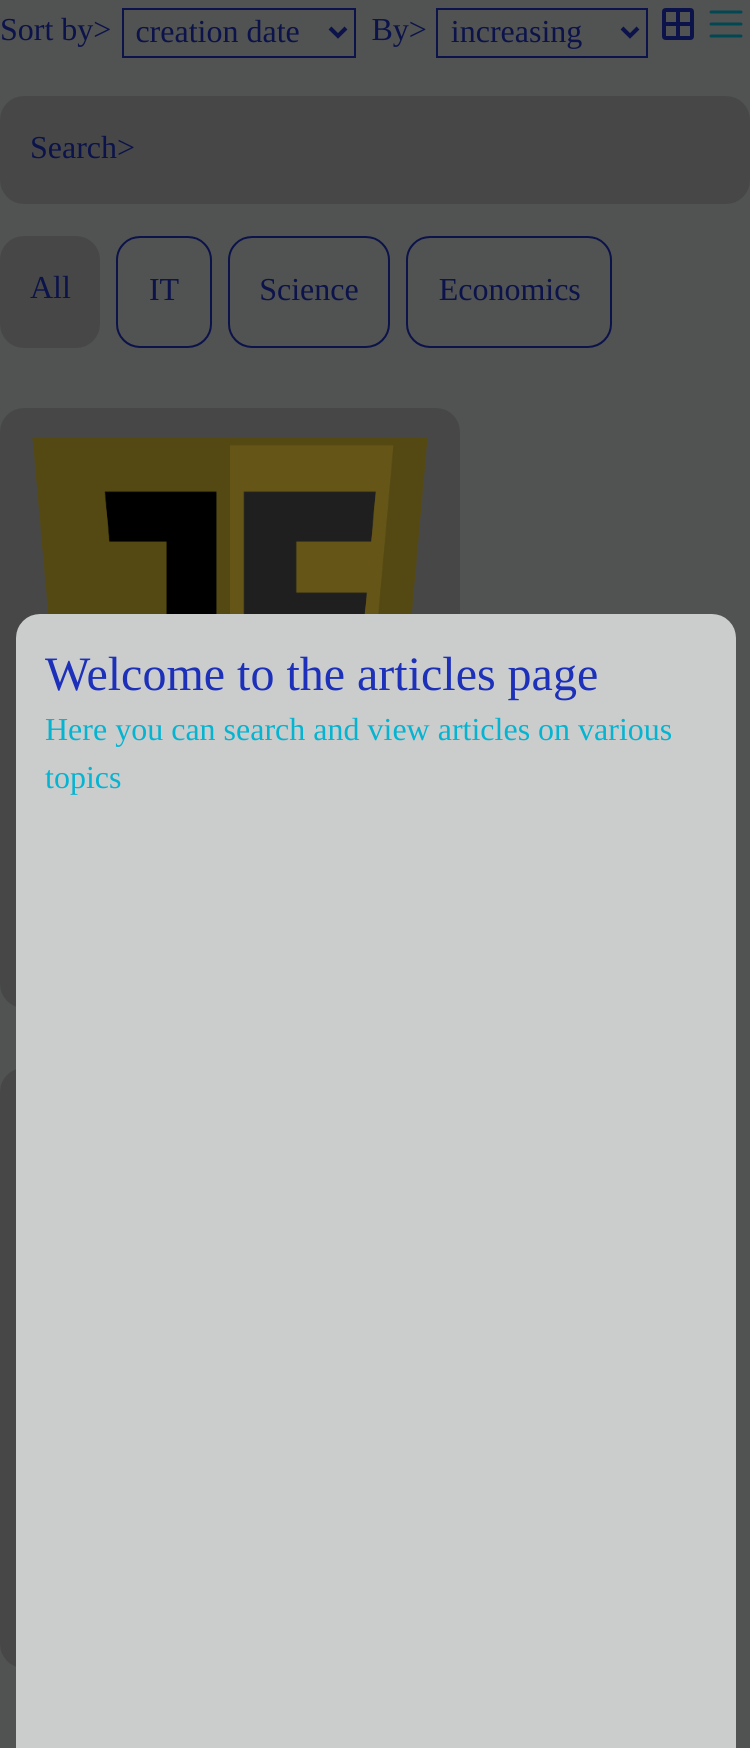 Sort by> creation date By> increasing
Search>
All IT Science Economics
Welcome to the articles page
Here you can search and view articles on various
topics